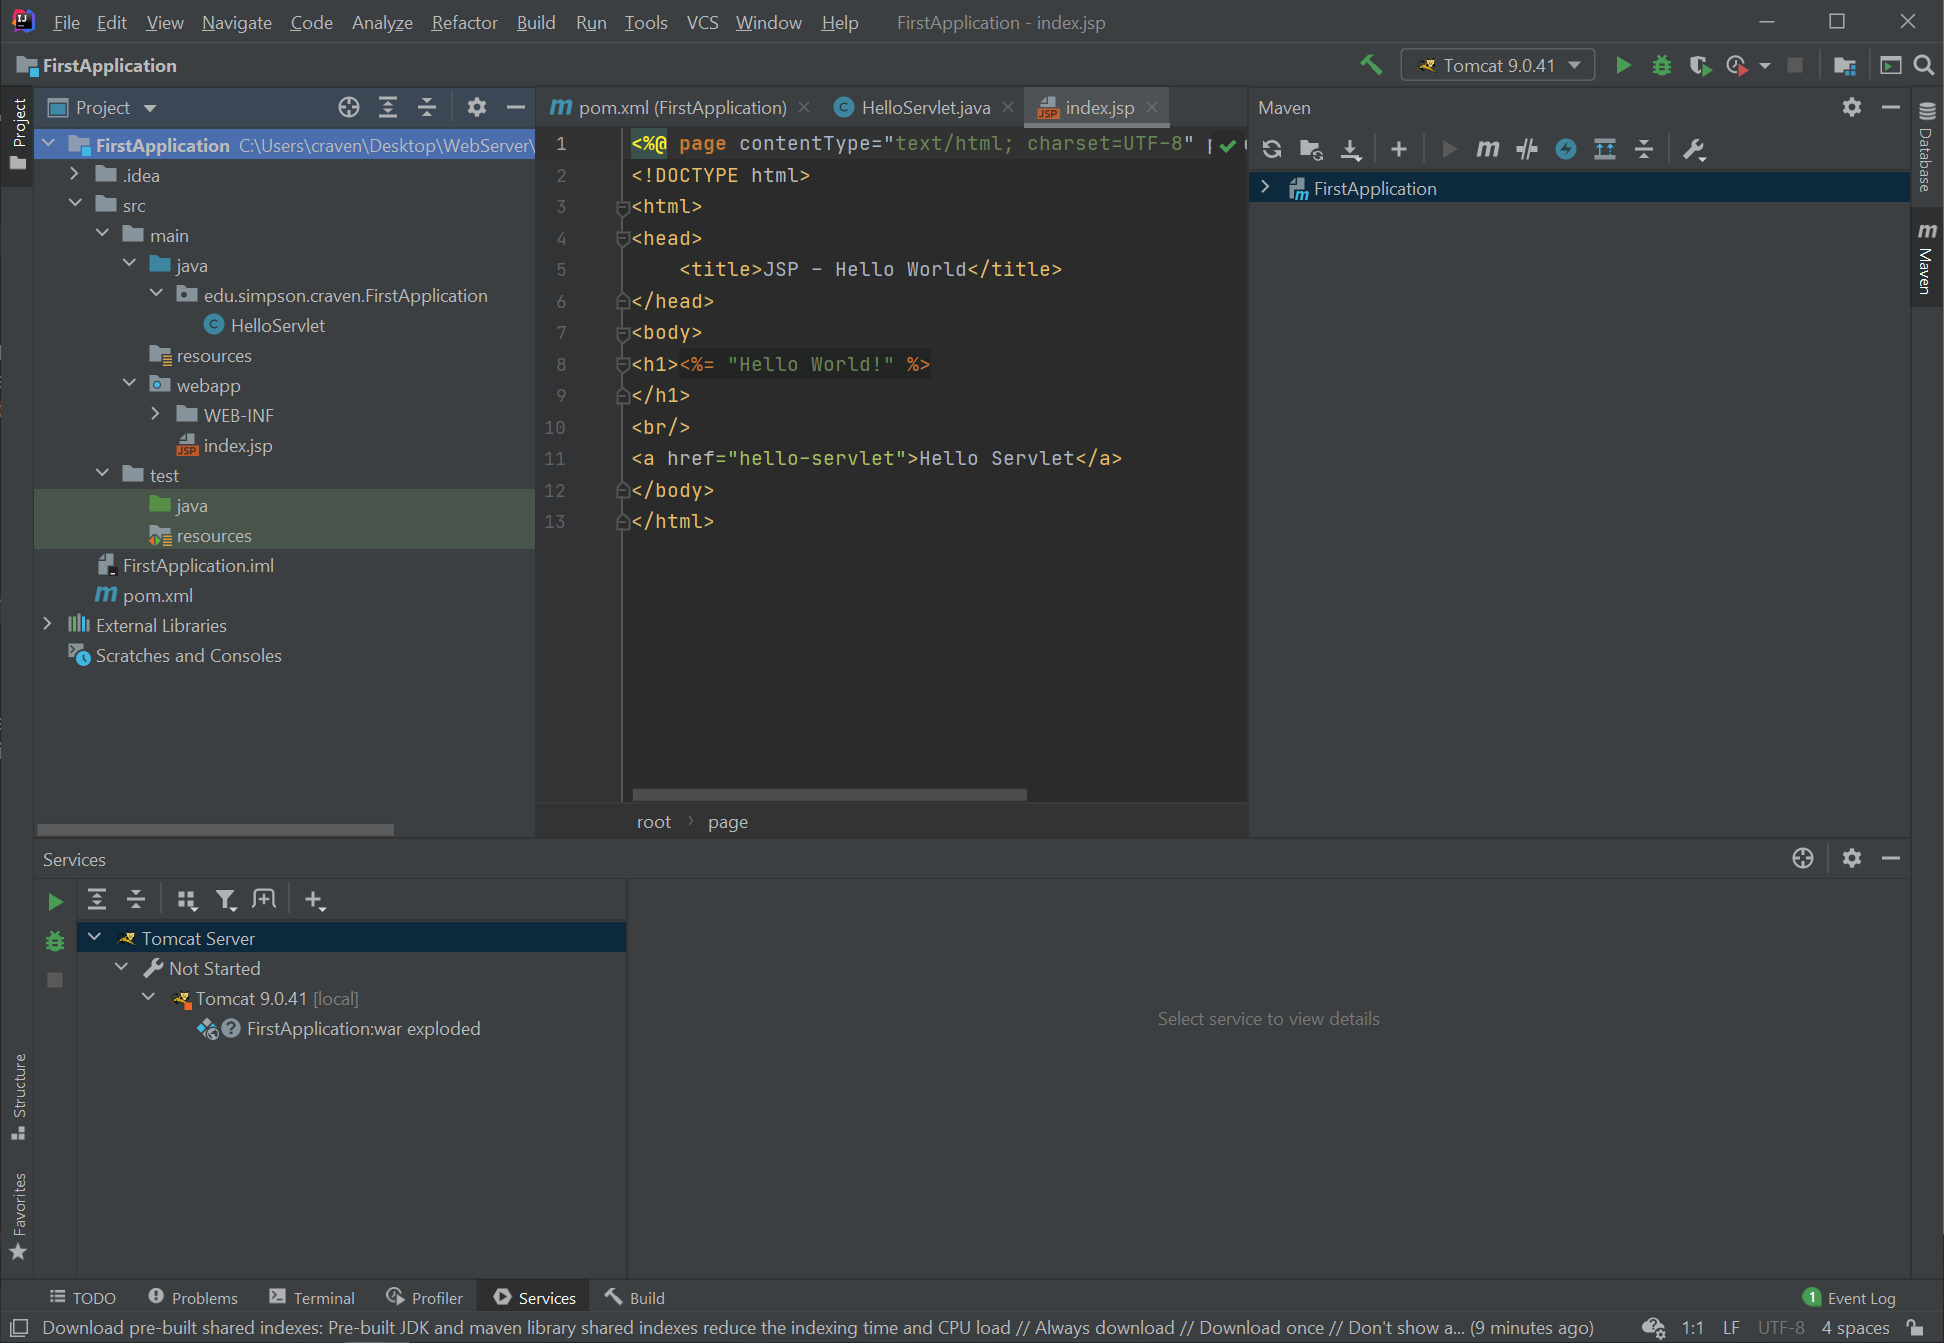 File Edit View Navigate Code Analyze Refactor Build Run Tools VCS Window Help FirstApplication - index.jsp
FirstApplication
Tomcat 9.0.41
Project
Project
pom.xml (FirstApplication)
HelloServlet.java
index.jsp
Maven
FirstApplication C:\Users\craven\Desktop\WebServer\
.idea
src
main
java
edu.simpson.craven.FirstApplication
HelloServlet
resources
webapp
WEB-INF
index.jsp
test
java
resources
FirstApplication.iml
pom.xml
External Libraries
Scratches and Consoles
1 <%@ page contentType="text/html; charset=UTF-8" p
2 <!DOCTYPE html>
3 <html>
4 <head>
5 <title>JSP - Hello World</title>
6 </head>
7 <body>
8 <h1><%= "Hello World!" %>
9 </h1>
10 <br/>
11 <a href="hello-servlet">Hello Servlet</a>
12 </body>
13 </html>
root > page
FirstApplication
Database
Maven
Services
Tomcat Server
Not Started
Tomcat 9.0.41 [local]
FirstApplication:war exploded
Select service to view details
Structure
Favorites
TODO Problems Terminal Profiler Services Build 1 Event Log
Download pre-built shared indexes: Pre-built JDK and maven library shared indexes reduce the indexing time and CPU load // Always download // Download once // Don't show a... (9 minutes ago) 1:1 LF UTF-8 4 spaces